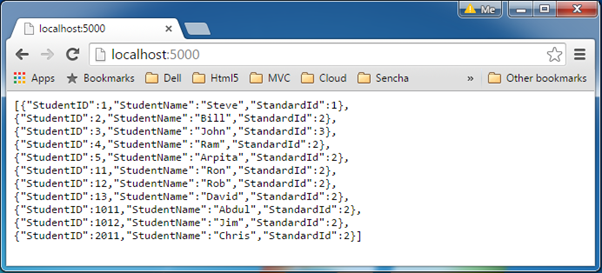 Me
localhost:5000
localhost:5000
Apps Bookmarks Dell Html5 MVC Cloud Sencha » Other bookmarks
[{"StudentID":1,"StudentName":"Steve","StandardId":1},
{"StudentID":2,"StudentName":"Bill","StandardId":2},
{"StudentID":3,"StudentName":"John","StandardId":3},
{"StudentID":4,"StudentName":"Ram","StandardId":2},
{"StudentID":5,"StudentName":"Arpita","StandardId":2},
{"StudentID":11,"StudentName":"Ron","StandardId":2},
{"StudentID":12,"StudentName":"Rob","StandardId":2},
{"StudentID":13,"StudentName":"David","StandardId":2},
{"StudentID":1011,"StudentName":"Abdul","StandardId":2},
{"StudentID":1012,"StudentName":"Jim","StandardId":2},
{"StudentID":2011,"StudentName":"Chris","StandardId":2}]